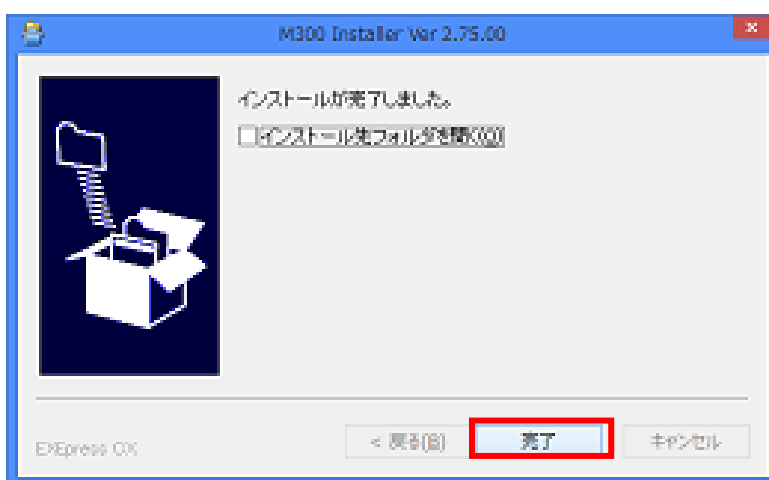 M300 Installer Ver 2.75.00
インストールが完了しました。
インストール先フォルダを開く(O)
EXEpress CX
< 戻る(B)
完了
キャンセル